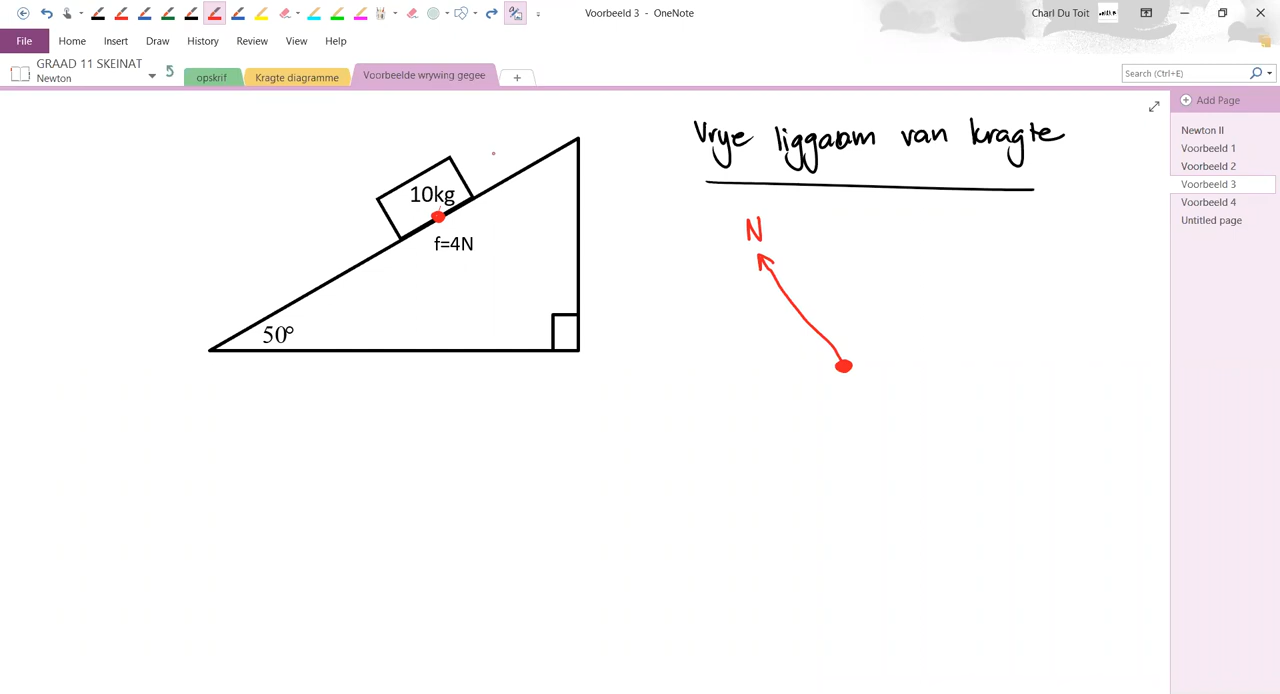 Voorbeeld 3 - OneNote
Charl Du Toit
File Home Insert Draw History Review View Help
GRAAD 11 SKEINAT
Newton
opskrif
Kragte diagramme
Voorbeelde wrywing gegee
+
Search (Ctrl+E)
Add Page
Newton II
Voorbeeld 1
Voorbeeld 2
Voorbeeld 3
Voorbeeld 4
Untitled page
Vrye liggaam van kragte
10kg
f=4N
50°
N